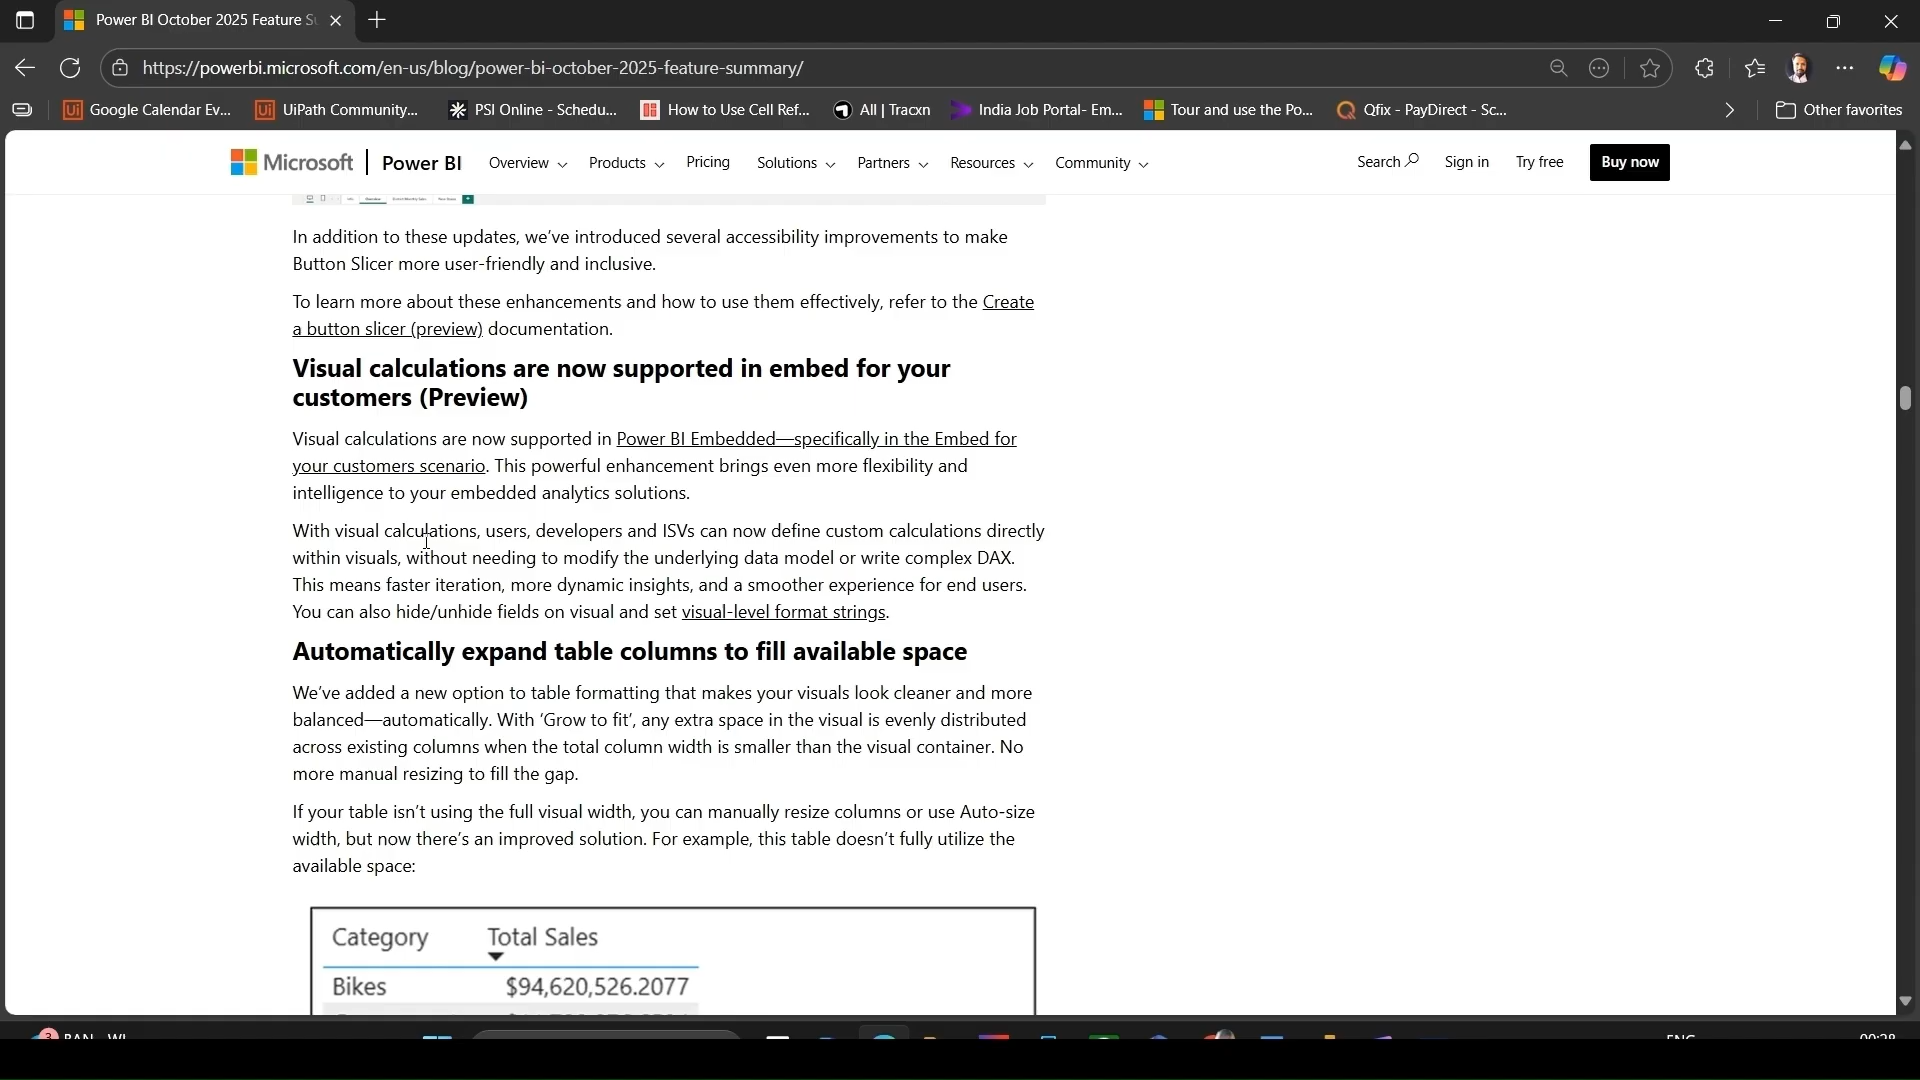 Power BI October 2025 Feature Su
https://powerbi.microsoft.com/en-us/blog/power-bi-october-2025-feature-summary/
Google Calendar Ev... UiPath Community... PSI Online - Schedu... How to Use Cell Ref... All | Tracxn India Job Portal- Em... Tour and use the Po... Qfix - PayDirect - Sc... Other favorites
Microsoft Power BI Overview Products Pricing Solutions Partners Resources Community Search Sign in Try free Buy now
In addition to these updates, we’ve introduced several accessibility improvements to make
Button Slicer more user-friendly and inclusive.
To learn more about these enhancements and how to use them effectively, refer to the Create
a button slicer (preview) documentation.
Visual calculations are now supported in embed for your
customers (Preview)
Visual calculations are now supported in Power BI Embedded—specifically in the Embed for
your customers scenario. This powerful enhancement brings even more flexibility and
intelligence to your embedded analytics solutions.
With visual calculations, users, developers and ISVs can now define custom calculations directly
within visuals, without needing to modify the underlying data model or write complex DAX.
This means faster iteration, more dynamic insights, and a smoother experience for end users.
You can also hide/unhide fields on visual and set visual-level format strings.
Automatically expand table columns to fill available space
We’ve added a new option to table formatting that makes your visuals look cleaner and more
balanced—automatically. With ‘Grow to fit’, any extra space in the visual is evenly distributed
across existing columns when the total column width is smaller than the visual container. No
more manual resizing to fill the gap.
If your table isn’t using the full visual width, you can manually resize columns or use Auto-size
width, but now there’s an improved solution. For example, this table doesn’t fully utilize the
available space:
Category Total Sales
Bikes $94,620,526.2077